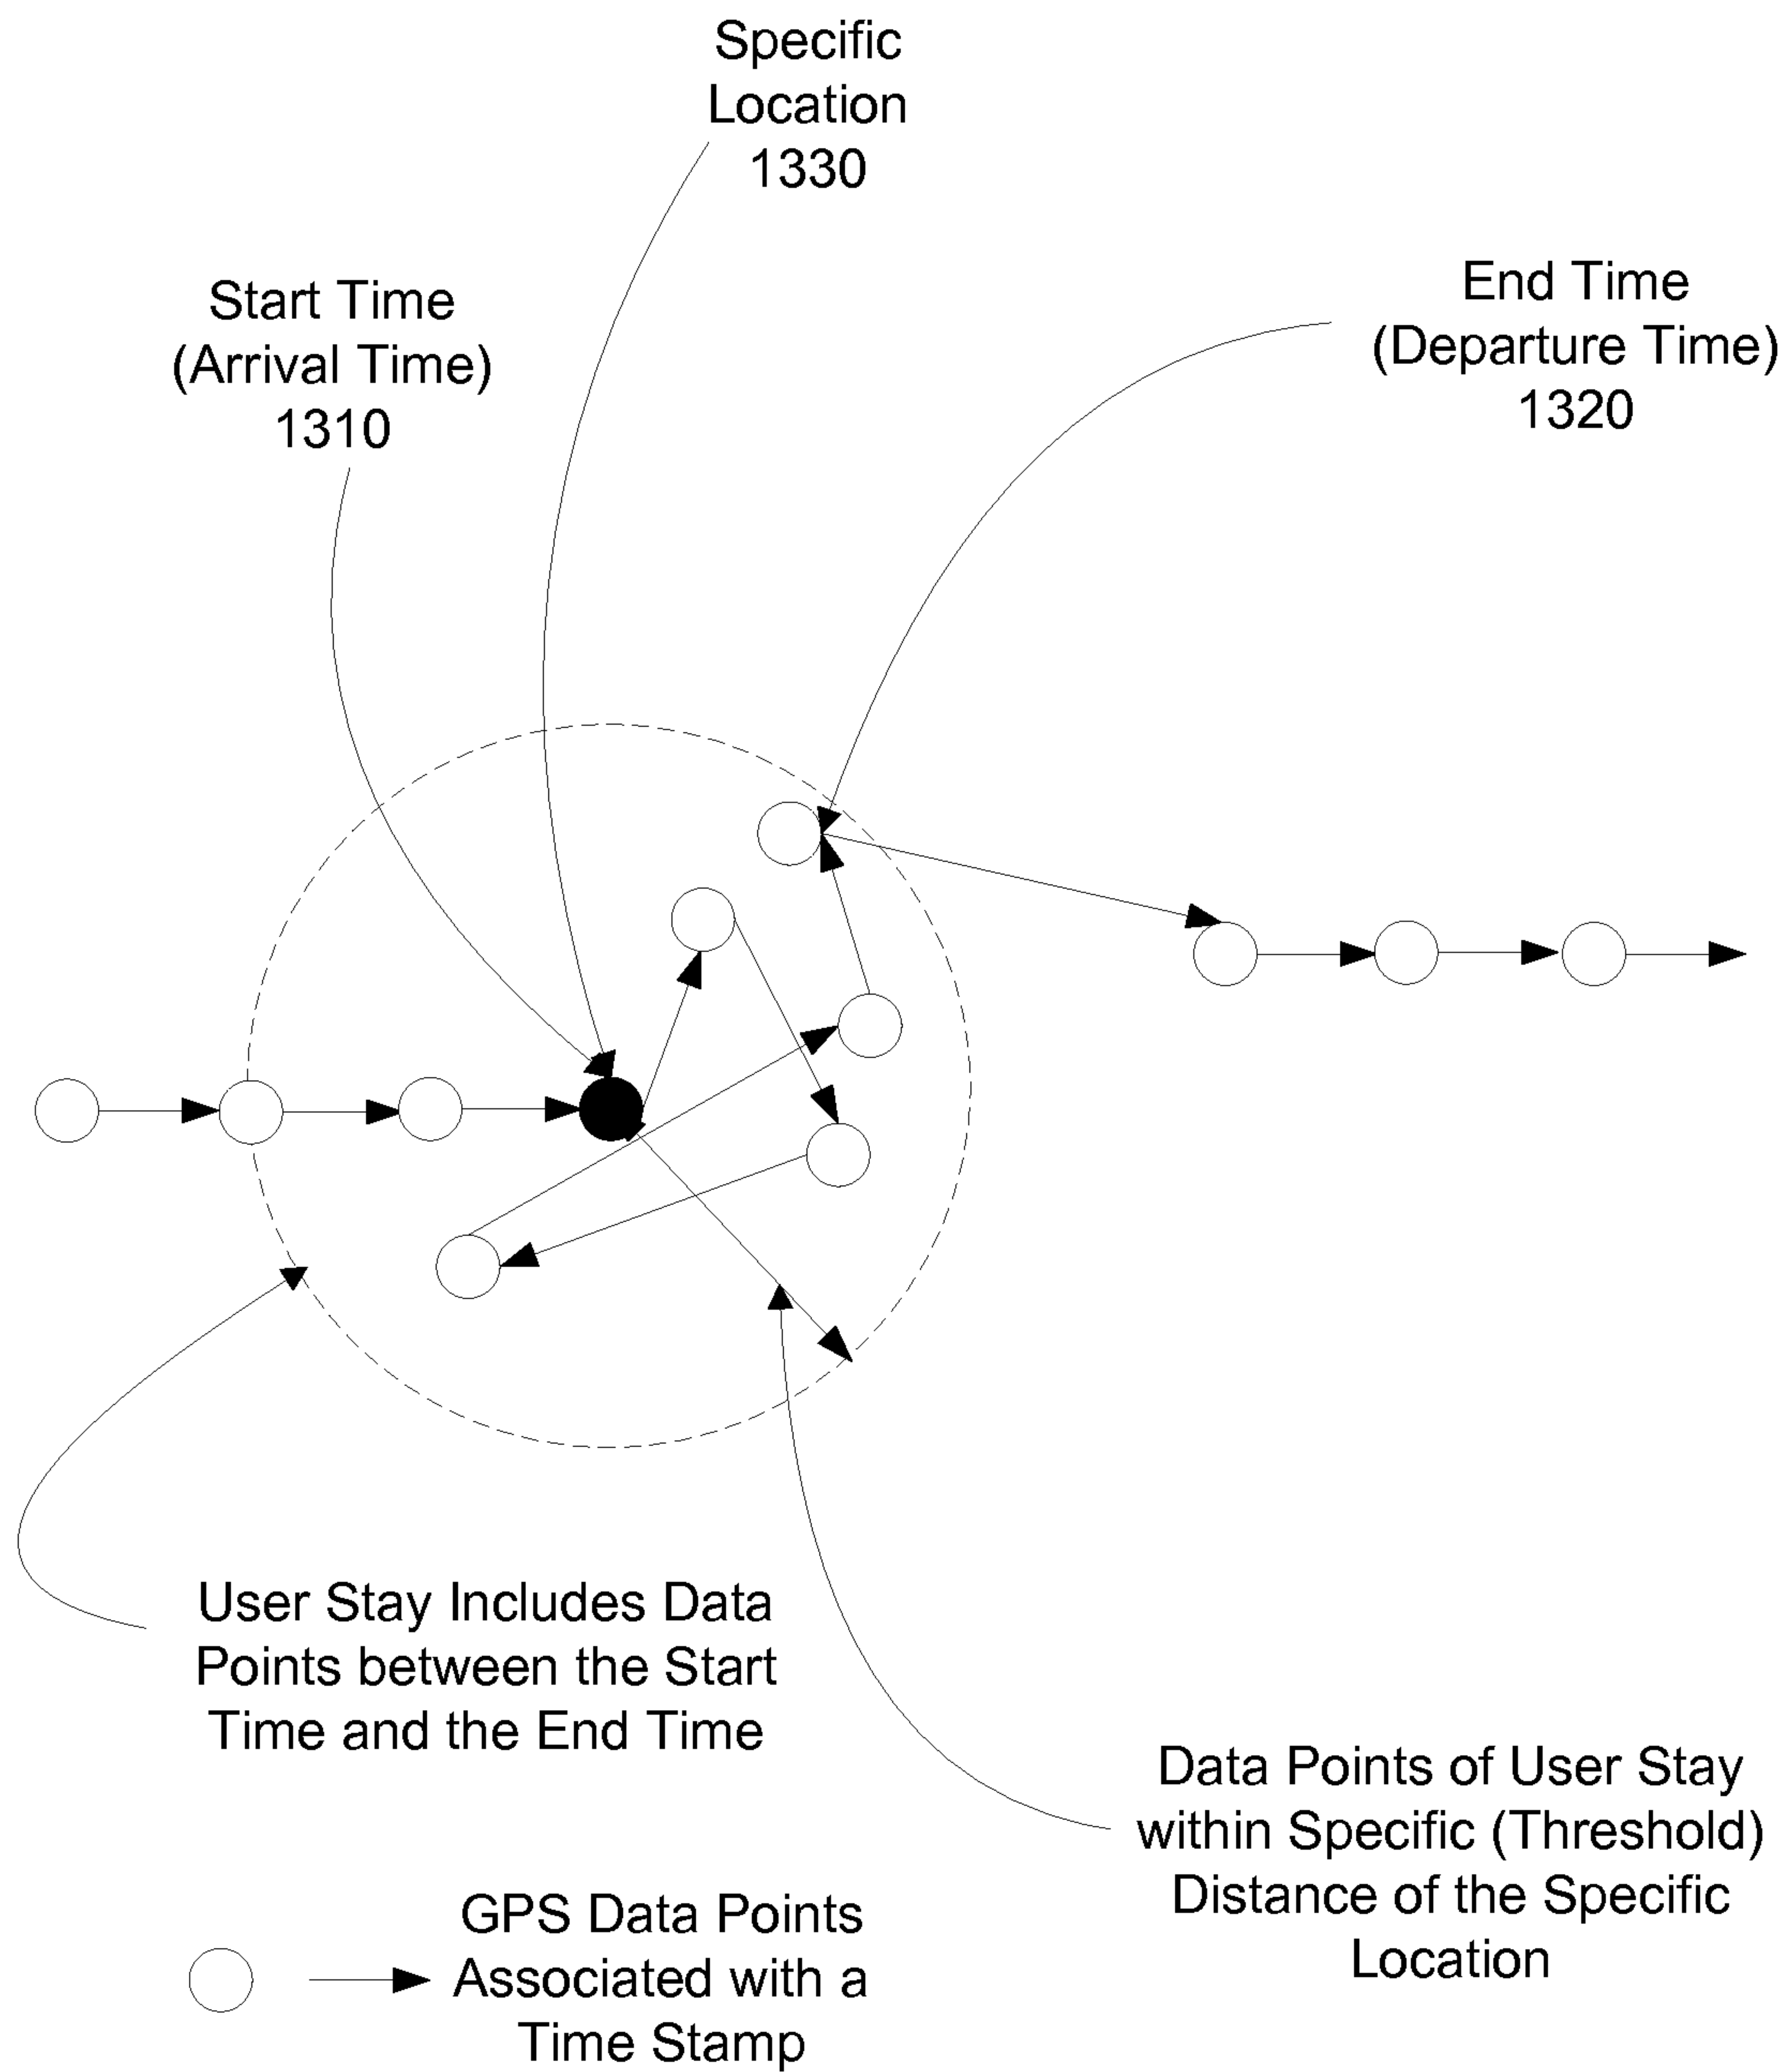 Specific
Location
1330
Start Time
(Arrival Time)
1310
End Time
(Departure Time)
1320
User Stay Includes Data
Points between the Start
Time and the End Time
Data Points of User Stay
within Specific (Threshold)
Distance of the Specific
Location
GPS Data Points
Associated with a
Time Stamp